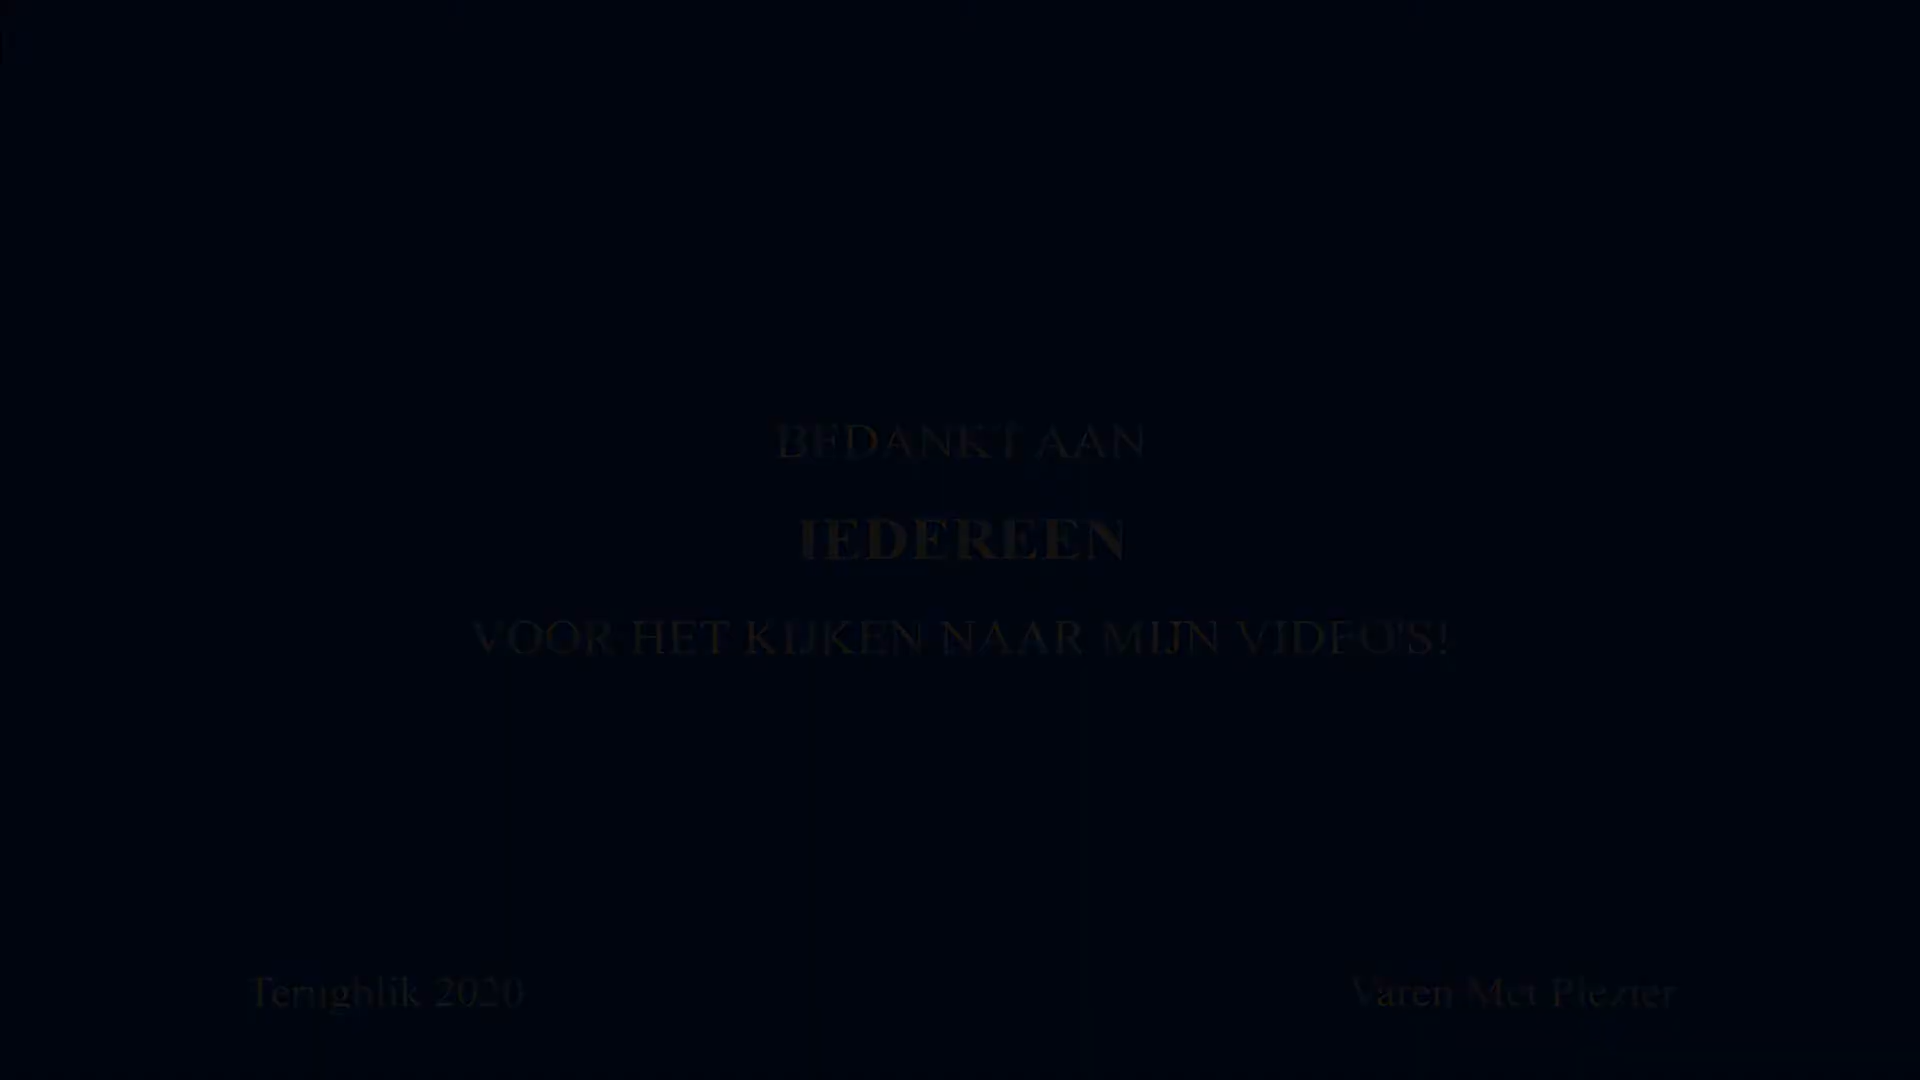 BEDANKT AAN
IEDEREEN
VOOR HET KIJKEN NAAR MIJN VIDEO'S!
Terugblik 2020
Varen Met Plezier